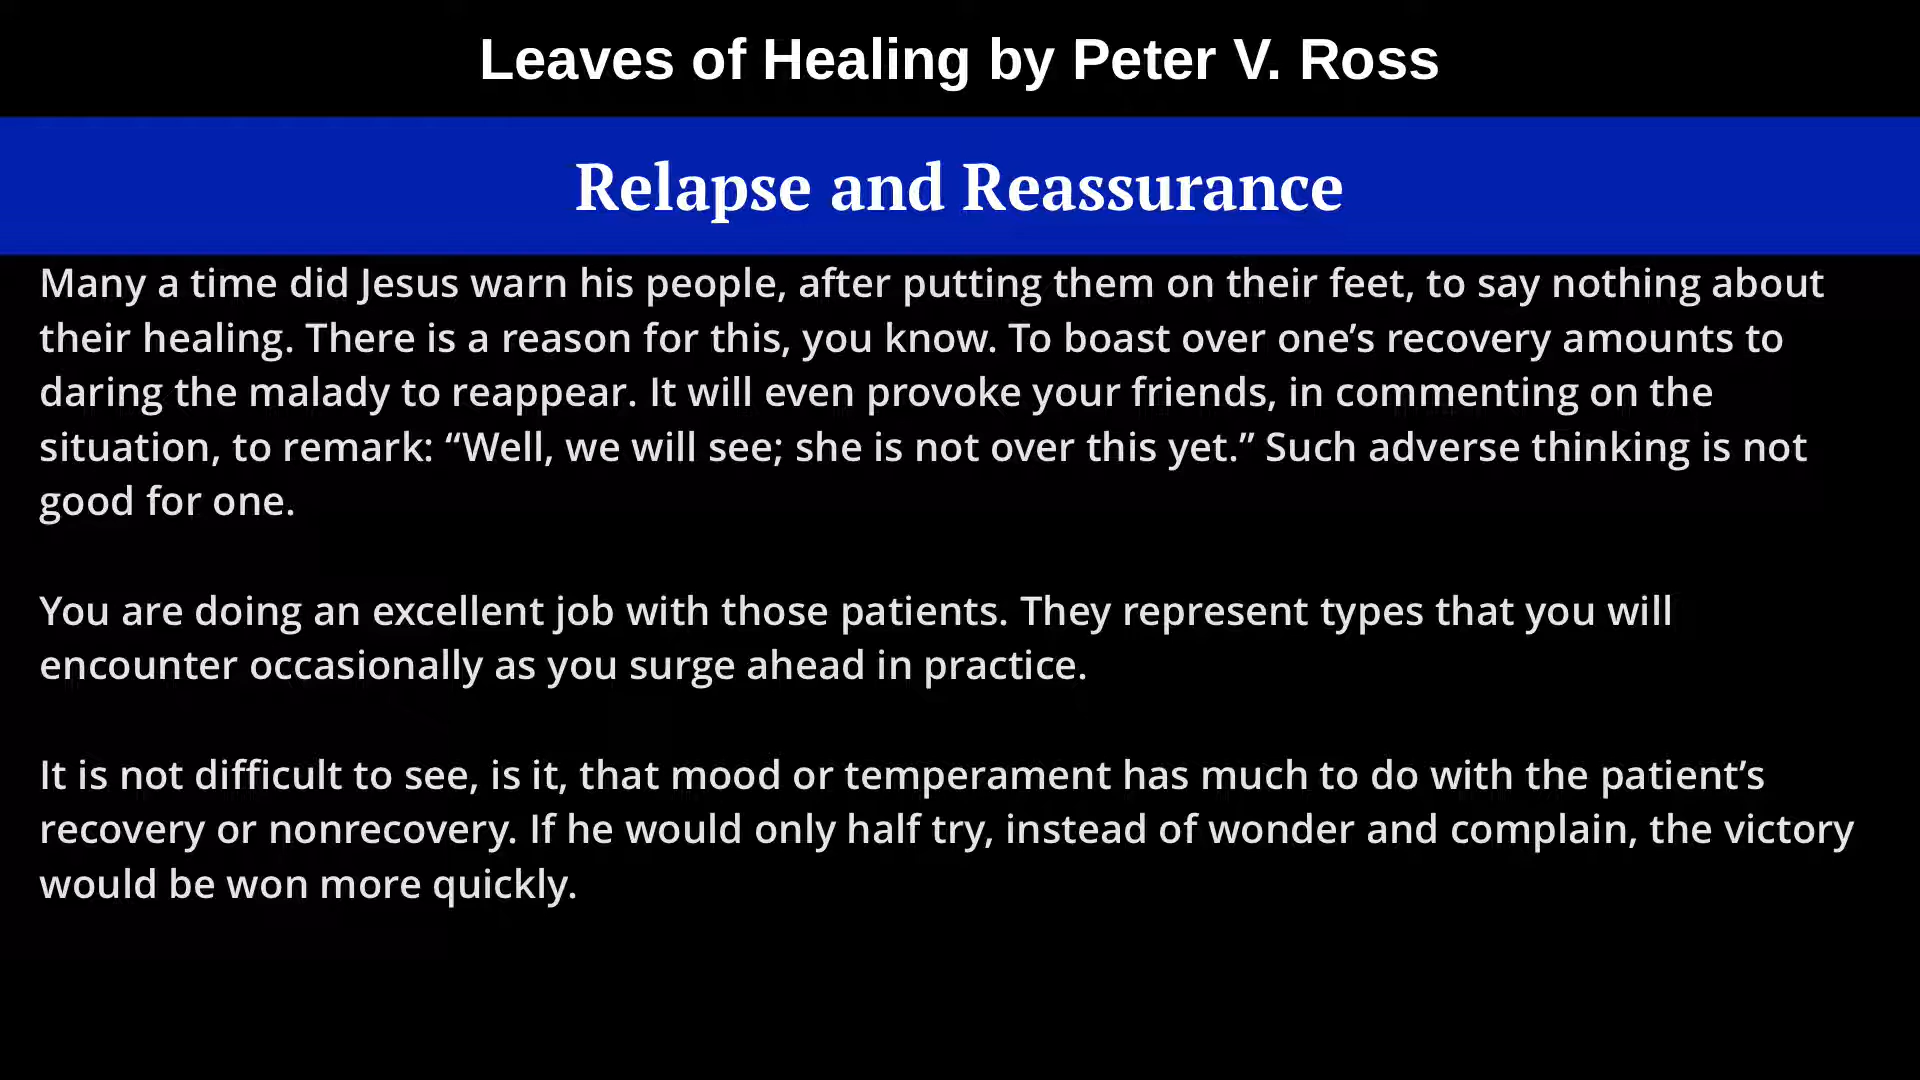 Leaves of Healing by Peter V. Ross
Relapse and Reassurance
Many a time did Jesus warn his people, after putting them on their feet, to say nothing about
their healing. There is a reason for this, you know. To boast over one’s recovery amounts to
daring the malady to reappear. It will even provoke your friends, in commenting on the
situation, to remark: “Well, we will see; she is not over this yet.” Such adverse thinking is not
good for one.
You are doing an excellent job with those patients. They represent types that you will
encounter occasionally as you surge ahead in practice.
It is not difficult to see, is it, that mood or temperament has much to do with the patient’s
recovery or nonrecovery. If he would only half try, instead of wonder and complain, the victory
would be won more quickly.